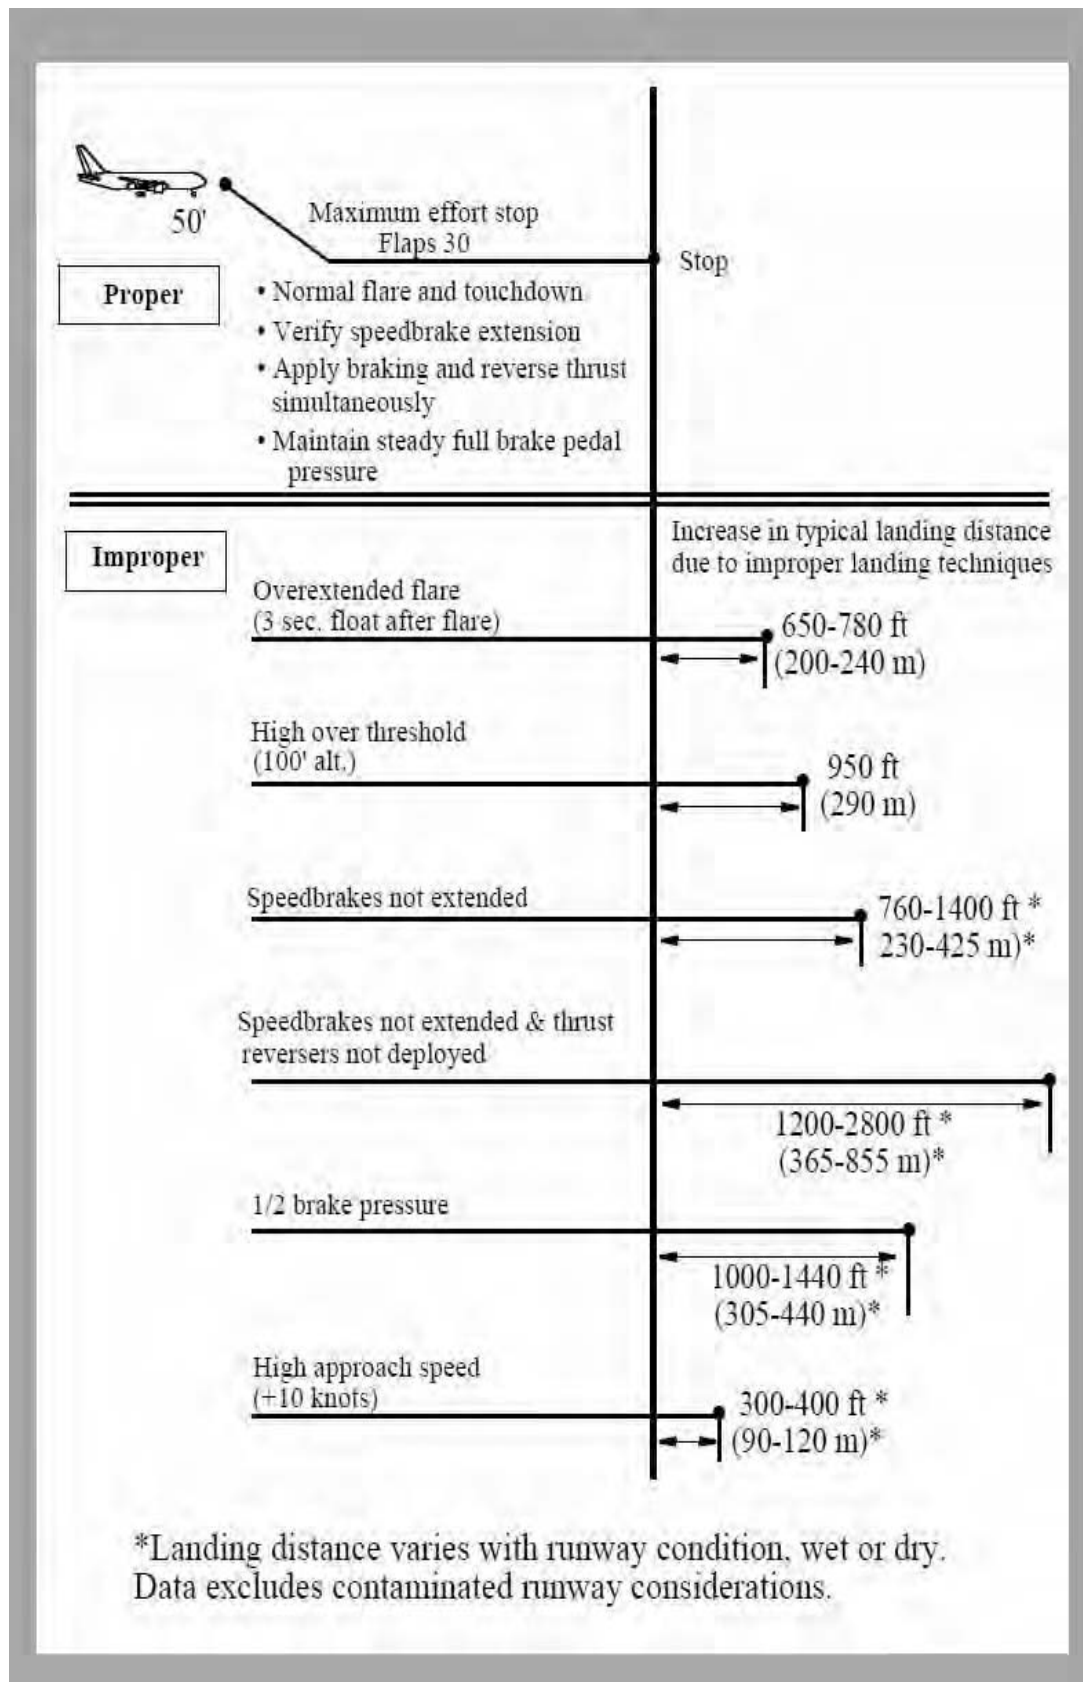 50'
Maximum effort stop
Flaps 30
Stop
Proper
• Normal flare and touchdown
• Verify speedbrake extension
• Apply braking and reverse thrust
simultaneously
• Maintain steady full brake pedal
pressure
Improper
Increase in typical landing distance
due to improper landing techniques
Overextended flare
(3 sec. float after flare)
650-780 ft
(200-240 m)
High over threshold
(100' alt.)
950 ft
(290 m)
Speedbrakes not extended
760-1400 ft *
230-425 m)*
Speedbrakes not extended & thrust
reversers not deployed
1200-2800 ft *
(365-855 m)*
1/2 brake pressure
1000-1440 ft *
(305-440 m)*
High approach speed
(+10 knots)
300-400 ft *
(90-120 m)*
*Landing distance varies with runway condition, wet or dry.
Data excludes contaminated runway considerations.